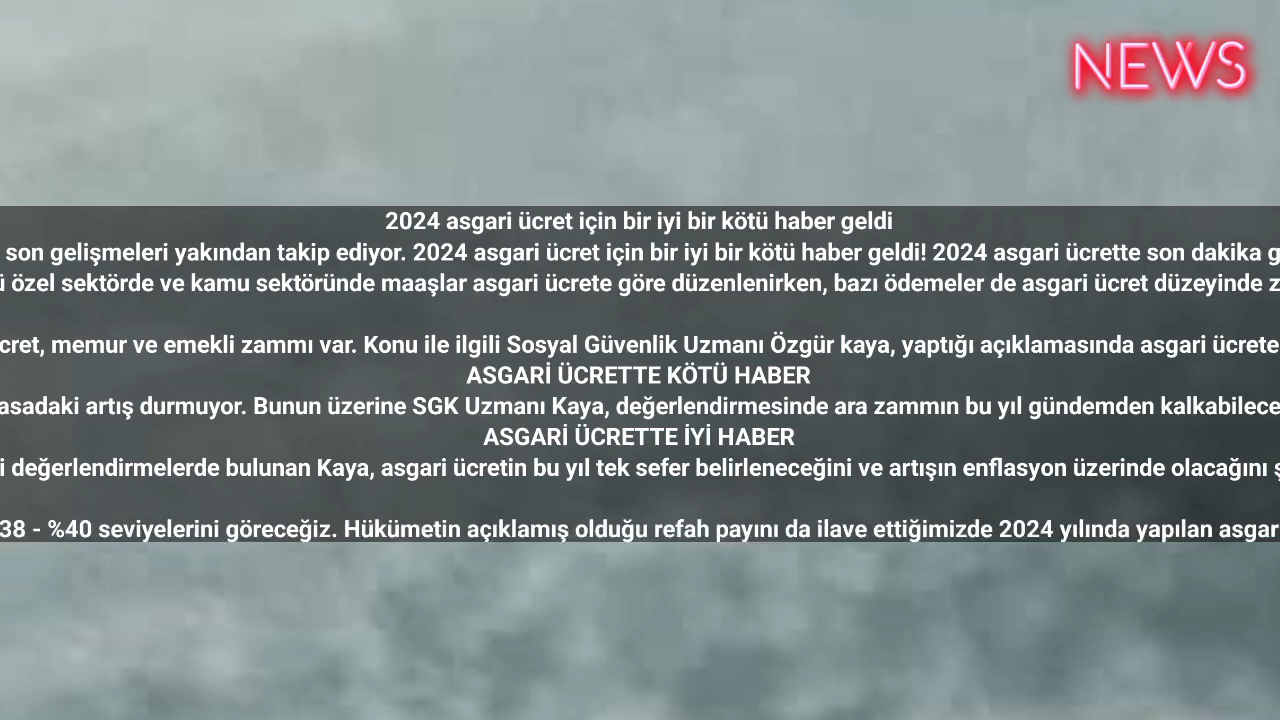 NEWS
2024 asgari ücret için bir iyi bir kötü haber geldi
son gelişmeleri yakından takip ediyor. 2024 asgari ücret için bir iyi bir kötü haber geldi! 2024 asgari ücrette son dakika g
özel sektörde ve kamu sektöründe maaşlar asgari ücrete göre düzenlenirken, bazı ödemeler de asgari ücret düzeyinde z
cret, memur ve emekli zammı var. Konu ile ilgili Sosyal Güvenlik Uzmanı Özgür kaya, yaptığı açıklamasında asgari ücrete
ASGARİ ÜCRETTE KÖTÜ HABER
asadaki artış durmuyor. Bunun üzerine SGK Uzmanı Kaya, değerlendirmesinde ara zammın bu yıl gündemden kalkabilece
ASGARİ ÜCRETTE İYİ HABER
i değerlendirmelerde bulunan Kaya, asgari ücretin bu yıl tek sefer belirleneceğini ve artışın enflasyon üzerinde olacağını ş
38 - %40 seviyelerini göreceğiz. Hükümetin açıklamış olduğu refah payını da ilave ettiğimizde 2024 yılında yapılan asgar